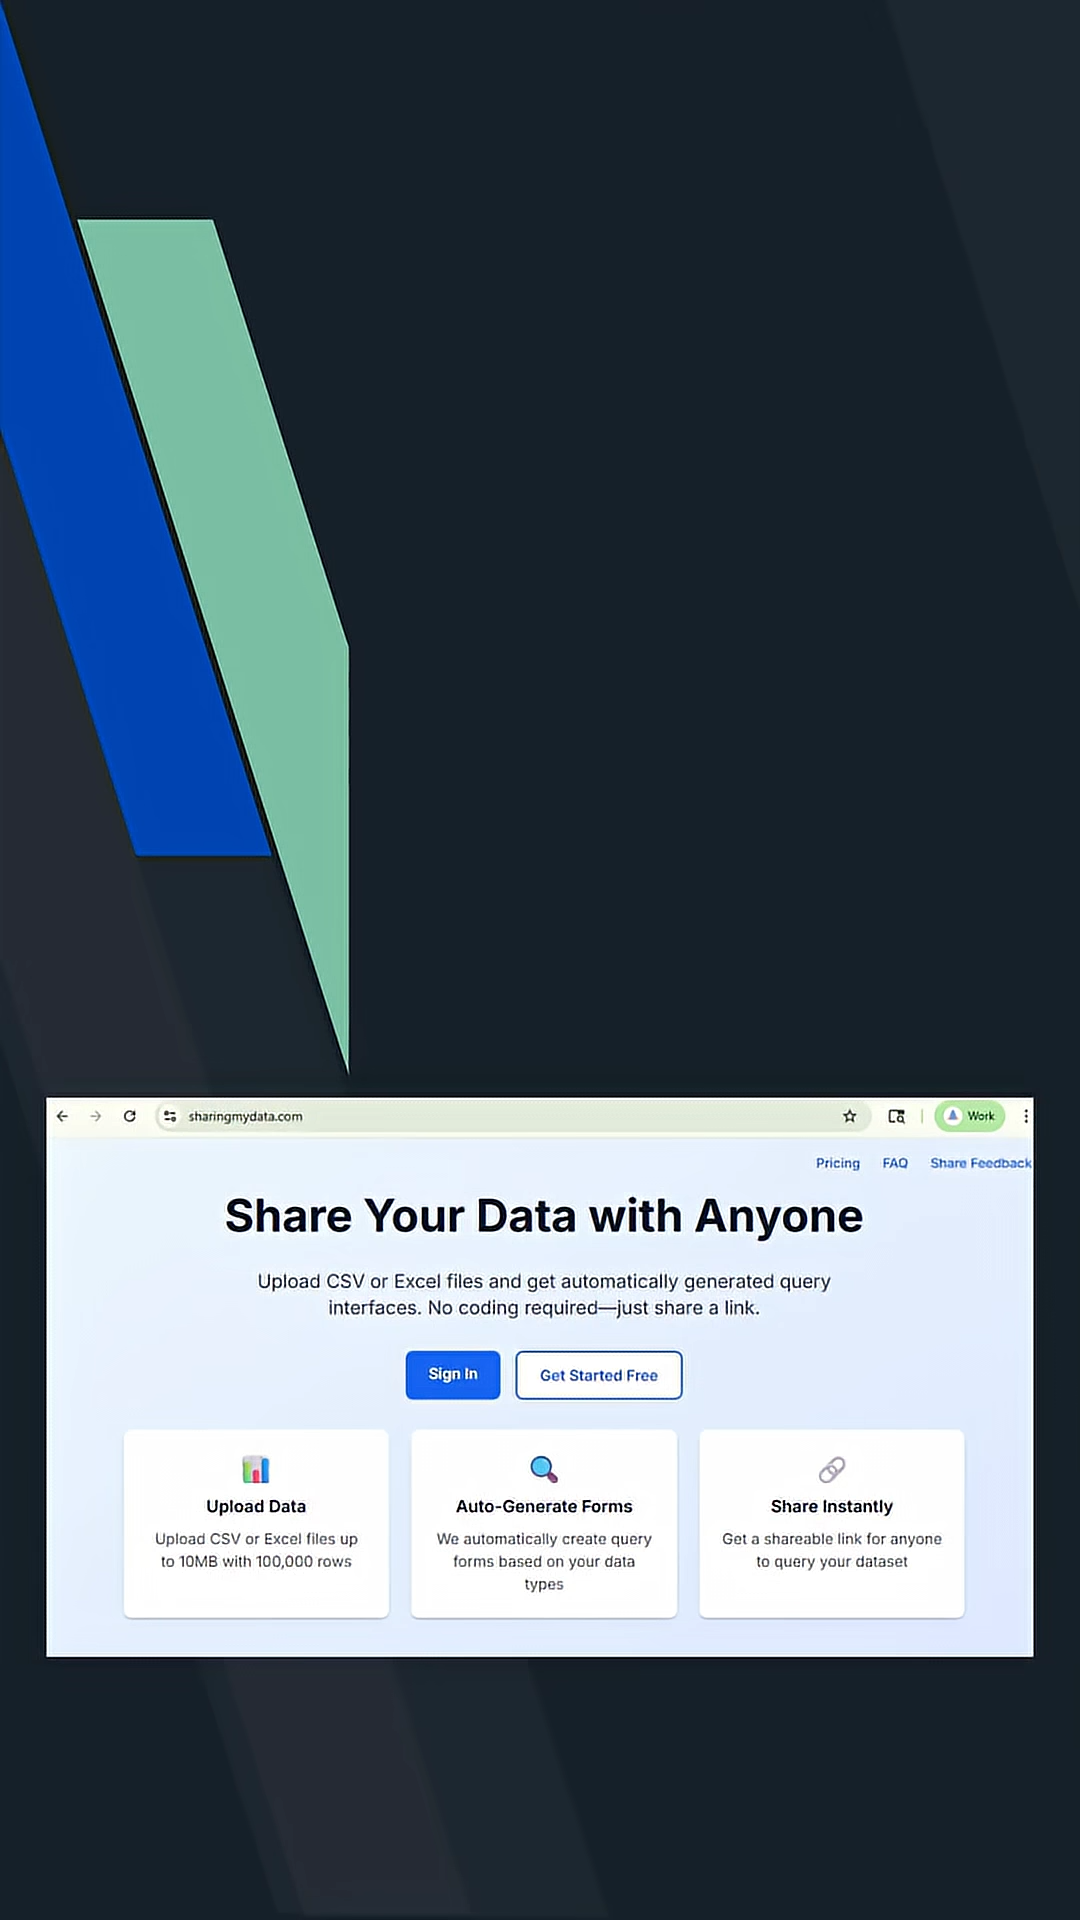 sharingmydata.com
Work
Pricing FAQ Share Feedback
Share Your Data with Anyone
Upload CSV or Excel files and get automatically generated query
interfaces. No coding required—just share a link.
Sign In
Get Started Free
Upload Data
Upload CSV or Excel files up
to 10MB with 100,000 rows
Auto-Generate Forms
We automatically create query
forms based on your data
types
Share Instantly
Get a shareable link for anyone
to query your dataset